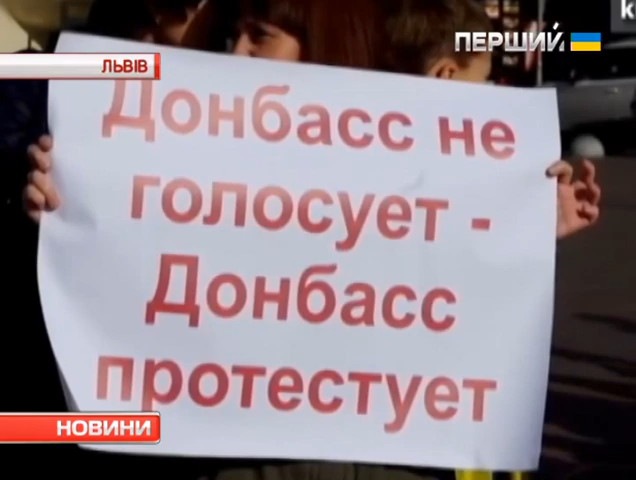 ПЕРШИЙ
ЛЬВІВ
Донбасс не
голосует -
Донбасс
протестует
НОВИНИ